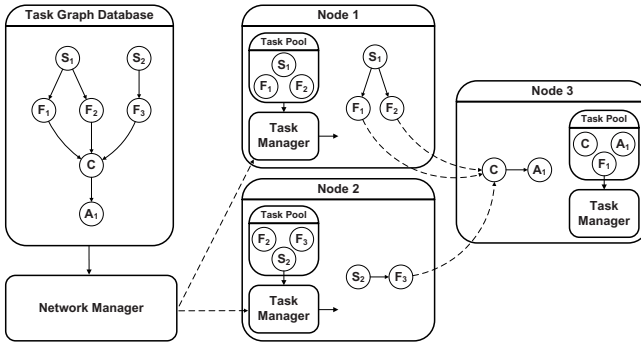 Task Graph Database
S1
S2
F1
F2
F3
C
A1
Network Manager
Node 1
Task Pool
S1
F1
F2
Task
Manager
S1
F1
F2
Node 2
Task Pool
F2
F3
S2
Task
Manager
S2
F3
Node 3
C
A1
Task Pool
C
A1
F1
Task
Manager